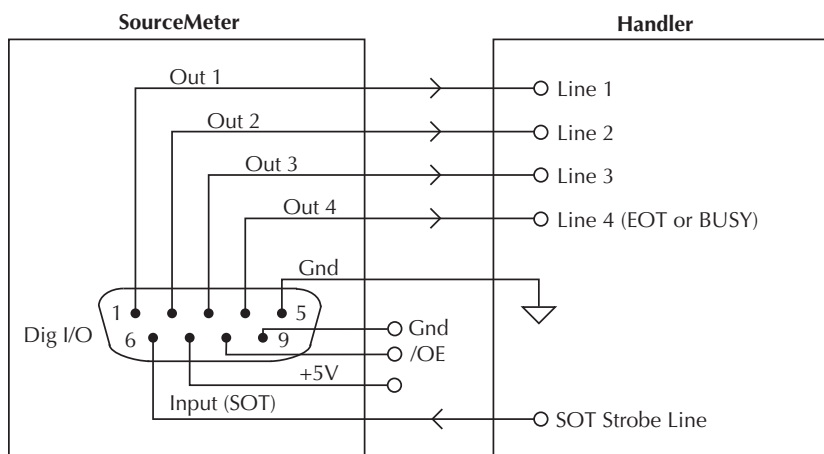 SourceMeter
Handler
Out 1
Line 1
Out 2
Line 2
Out 3
Line 3
Out 4
Line 4 (EOT or BUSY)
Gnd
1
5
Dig I/O
6
9
Gnd
/OE
+5V
Input (SOT)
SOT Strobe Line